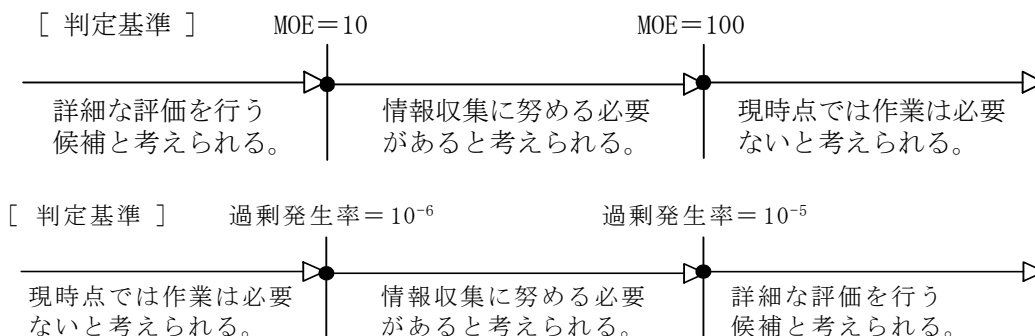 ［ 判定基準 ］ MOE＝10 MOE＝100
詳細な評価を行う 情報収集に努める必要 現時点では作業は必要
候補と考えられる。 があると考えられる。 ないと考えられる。
［ 判定基準 ］ 過剰発生率＝10⁻⁶ 過剰発生率＝10⁻⁵
現時点では作業は必要 情報収集に努める必要 詳細な評価を行う
ないと考えられる。 があると考えられる。 候補と考えられる。